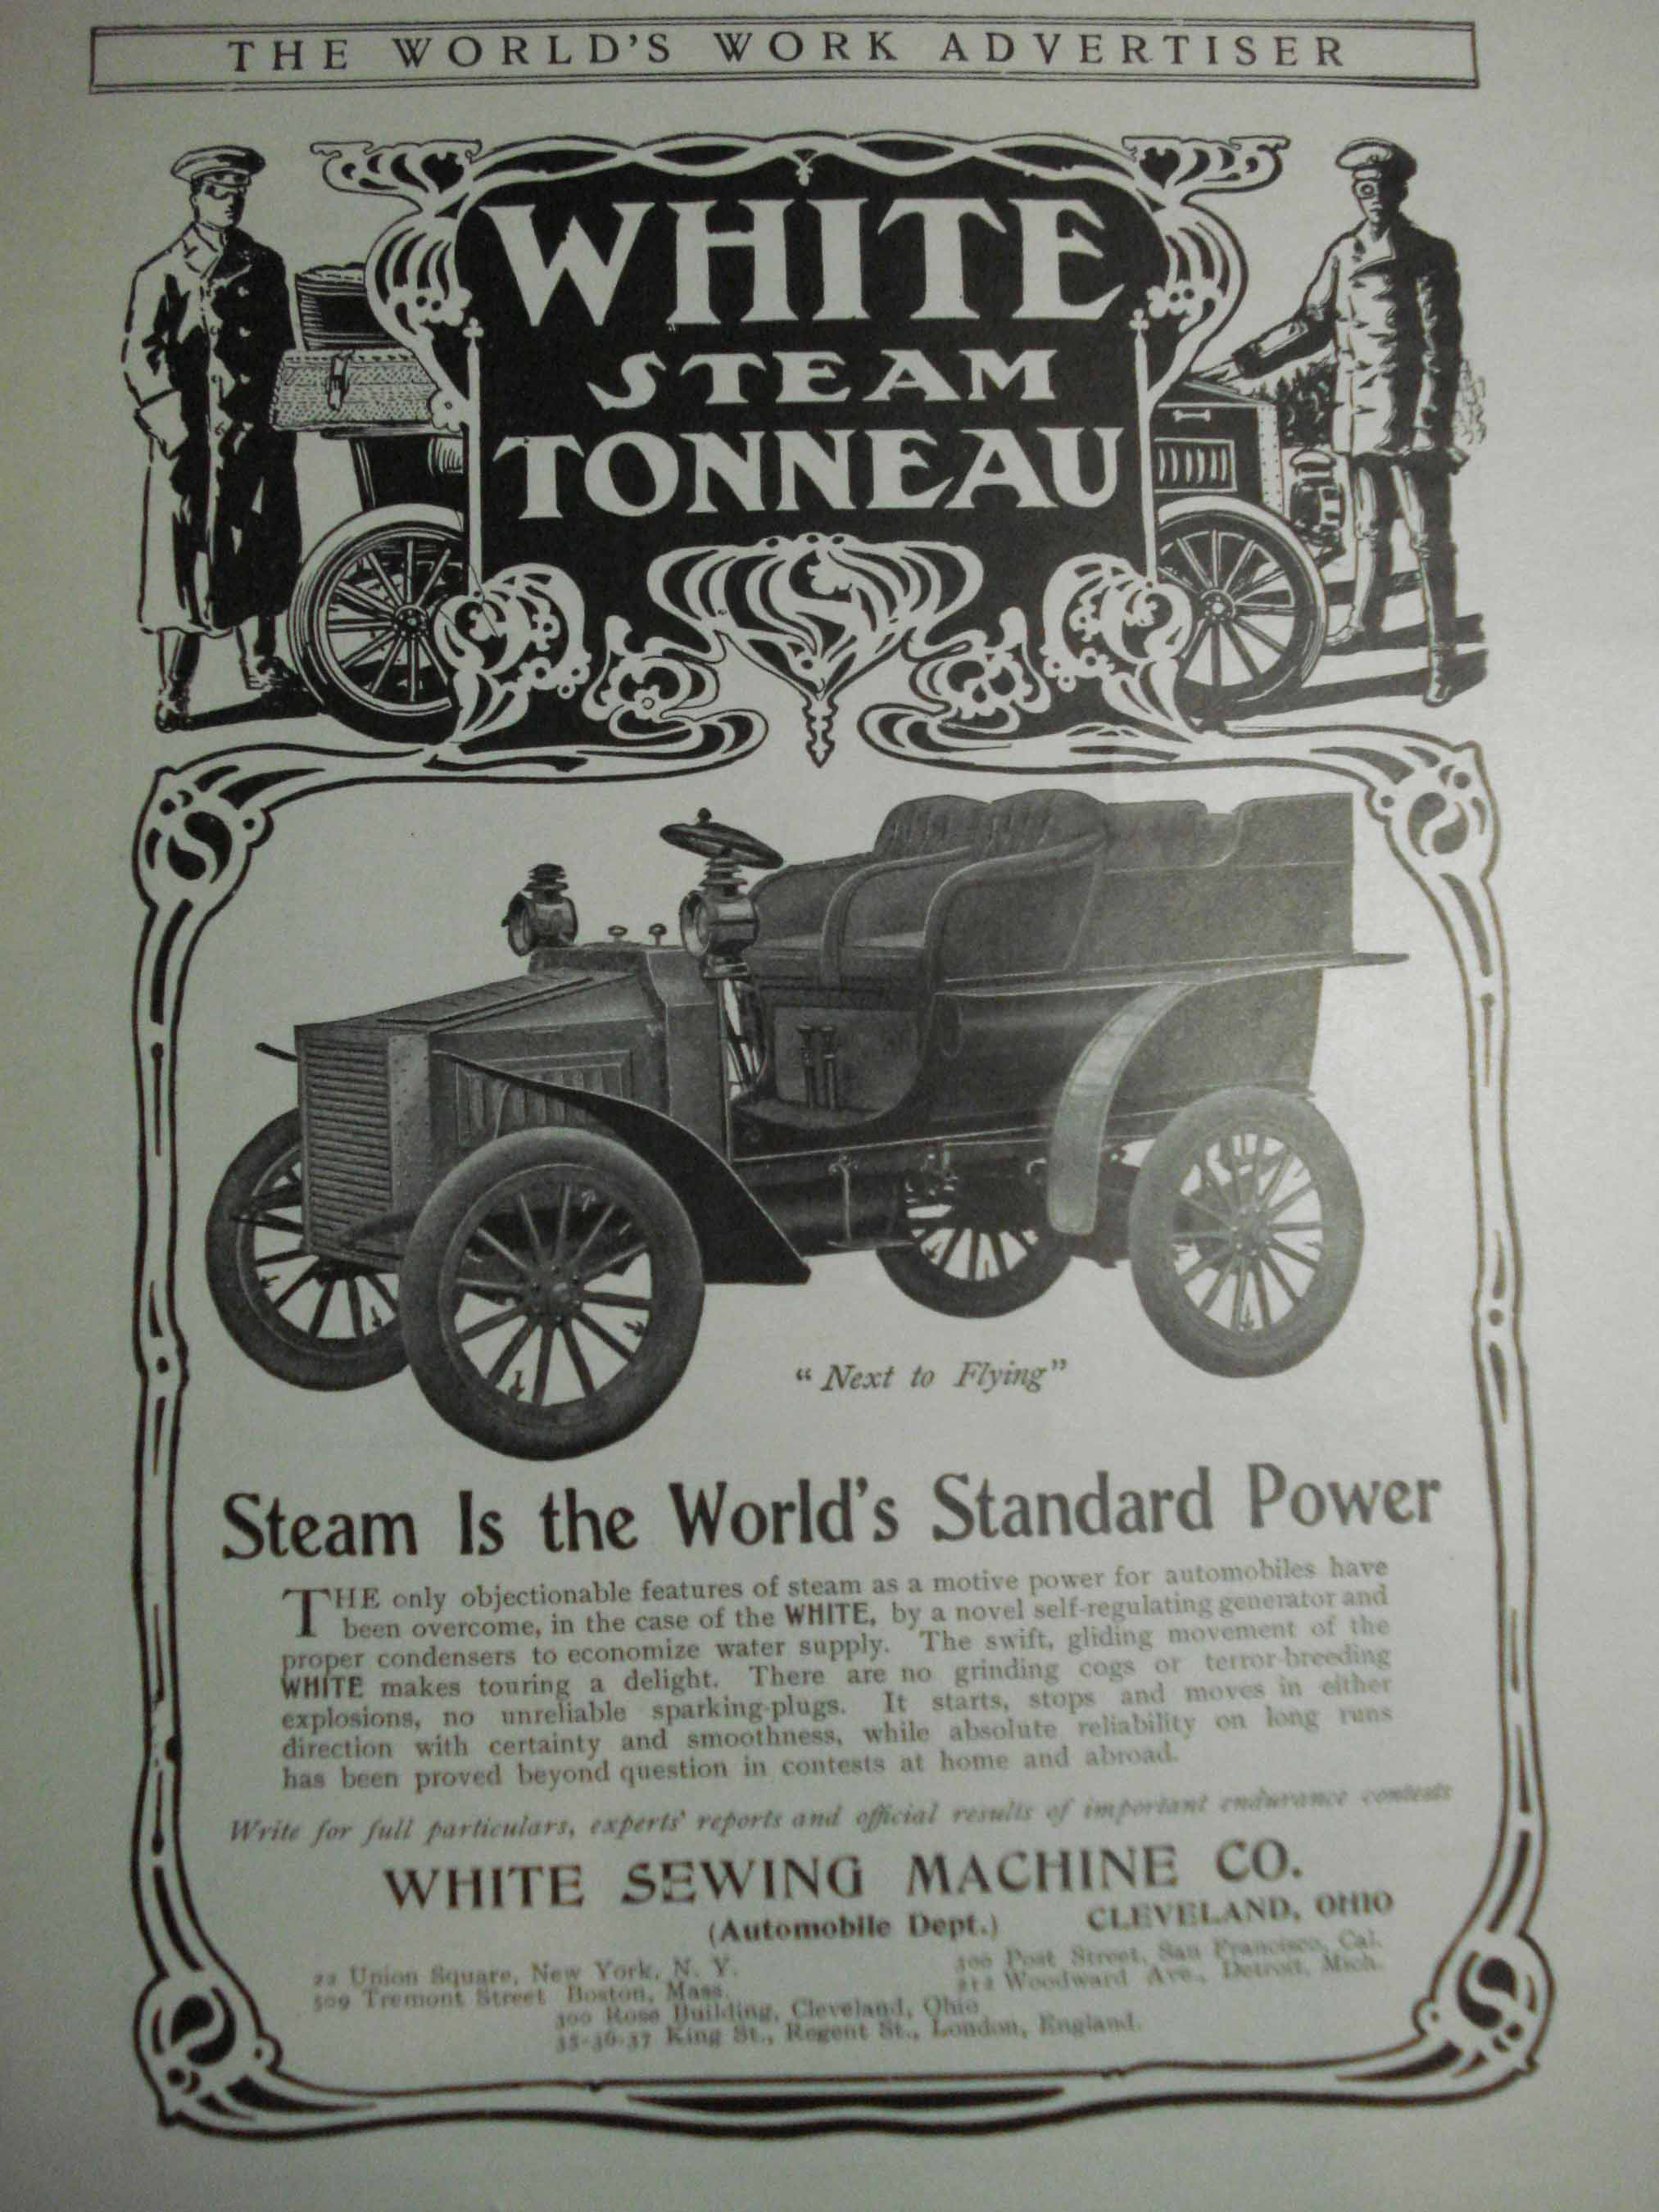 THE WORLD'S WORK ADVERTISER
WHITE
STEAM
TONNEAU
“Next to Flying”
Steam Is the World's Standard Power
THE only objectionable features of steam as a motive power for automobiles have
been overcome, in the case of the WHITE, by a novel self-regulating generator and
proper condensers to economize water supply. The swift, gliding movement of the
WHITE makes touring a delight. There are no grinding cogs or terror-breeding
explosions, no unreliable sparking-plugs. It starts, stops and moves in either
direction with certainty and smoothness, while absolute reliability on long runs
has been proved beyond question in contests at home and abroad.
Write for full particulars, experts' reports and official results of important endurance contests
WHITE SEWING MACHINE CO.
(Automobile Dept.) CLEVELAND, OHIO
22 Union Square, New York, N. Y. Post Street, San Francisco, Cal.
509 Tremont Street Boston, Mass. 212 Woodward Ave., Detroit, Mich.
300 Rose Building, Cleveland, Ohio
35-36-37 King St., Regent St., London, England.